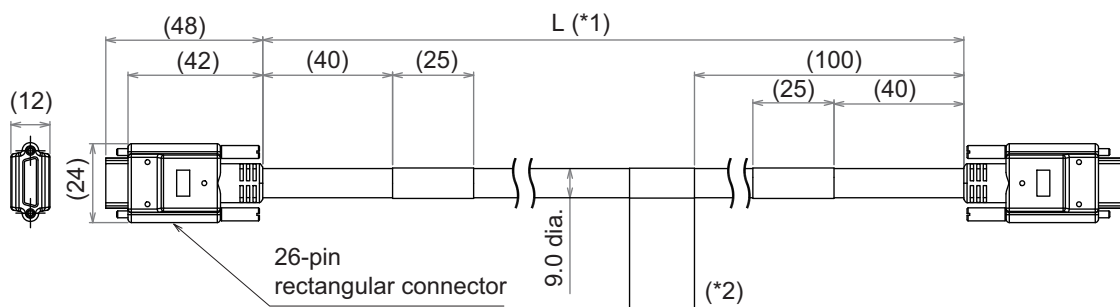 (48)
L (*1)
(42)
(40)
(25)
(100)
(25)
(40)
(12)
(24)
9.0 dia.
26-pin
rectangular connector
(*2)